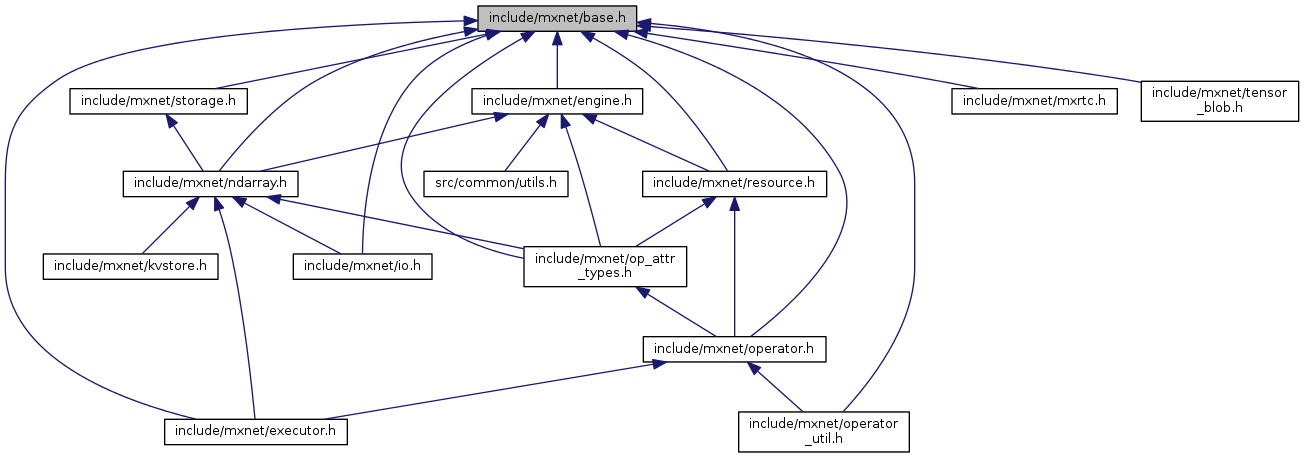 include/mxnet/base.h
include/mxnet/storage.h
include/mxnet/engine.h
include/mxnet/mxrtc.h
include/mxnet/tensor
_blob.h
include/mxnet/ndarray.h
src/common/utils.h
include/mxnet/resource.h
include/mxnet/kvstore.h
include/mxnet/io.h
include/mxnet/op_attr
_types.h
include/mxnet/operator.h
include/mxnet/executor.h
include/mxnet/operator
_util.h